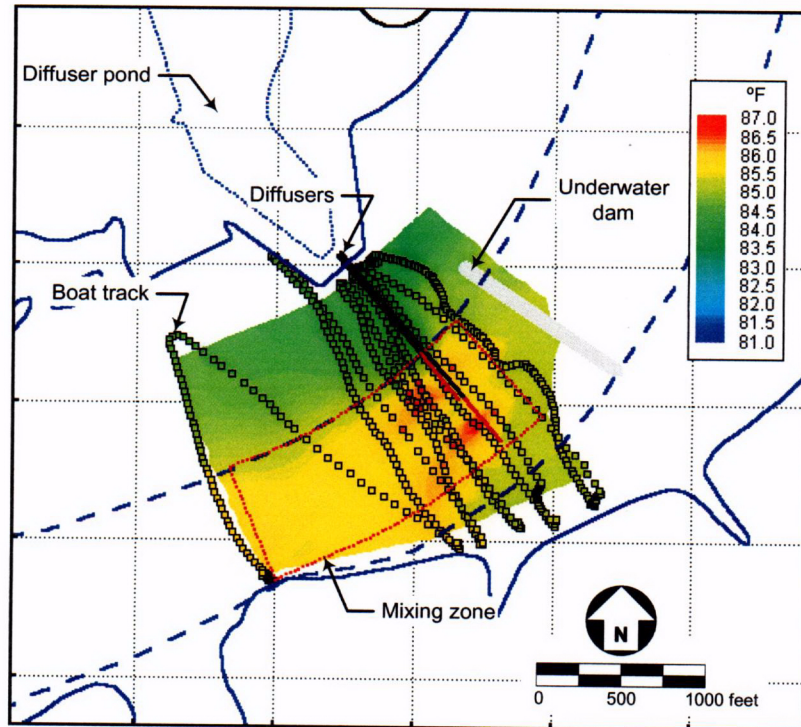 Diffuser pond
Diffusers
Underwater
dam
Boat track
Mixing zone
ºF
87.0
86.5
86.0
85.5
85.0
84.5
84.0
83.5
83.0
82.5
82.0
81.5
81.0
N
0 500 1000 feet